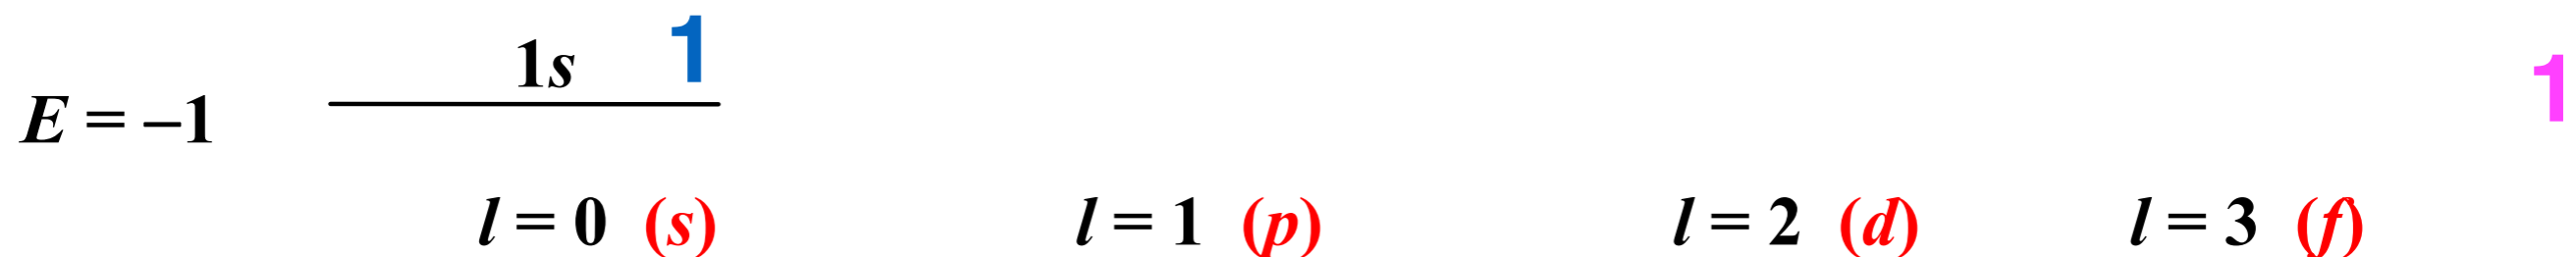 1s 1
E = –1 1
l = 0 (s) l = 1 (p) l = 2 (d) l = 3 (f)